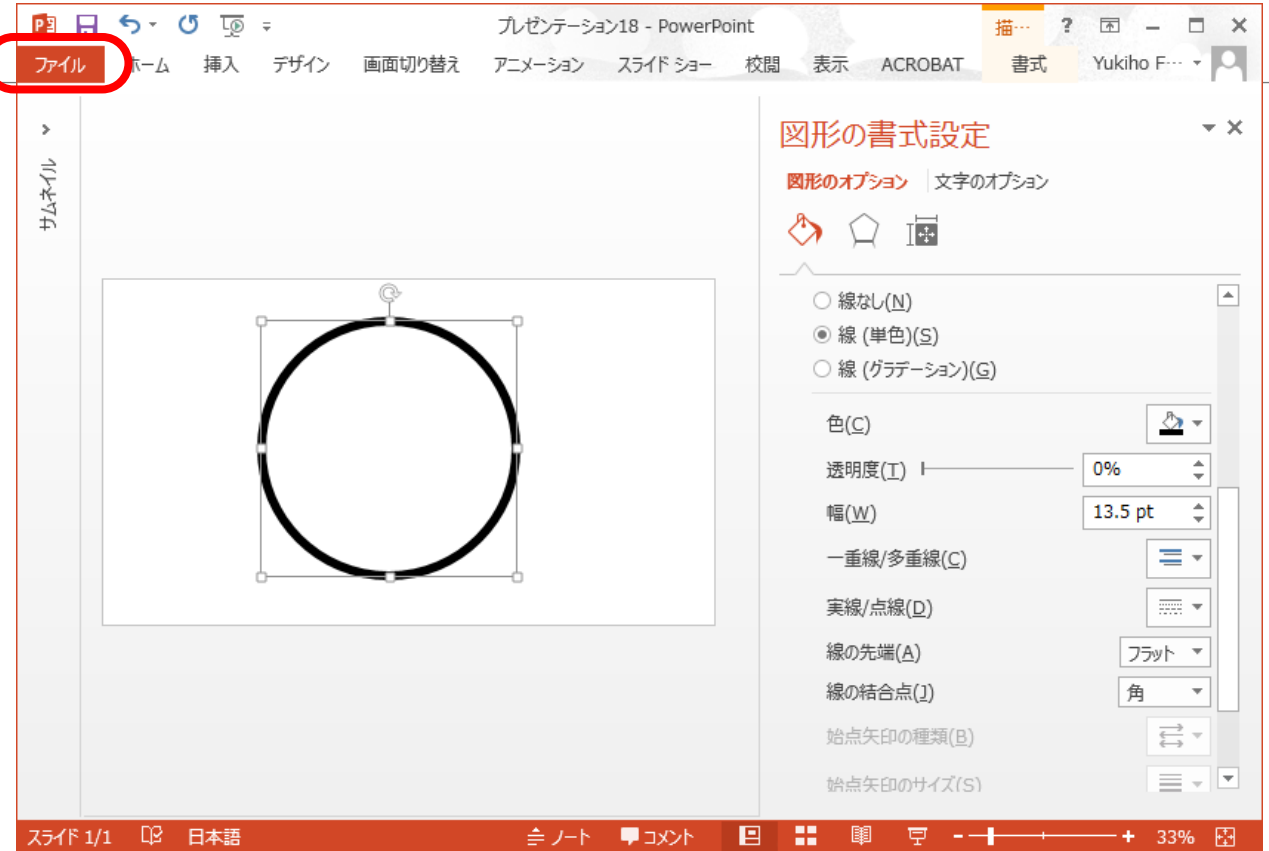 プレゼンテーション18 - PowerPoint
描…
?
ファイル
ホーム
挿入
デザイン
画面切り替え
アニメーション
スライド ショー
校閲
表示
ACROBAT
書式
Yukiho F…
サムネイル
図形の書式設定
図形のオプション
文字のオプション
線なし(N)
線 (単色)(S)
線 (グラデーション)(G)
色(C)
透明度(T)
0%
幅(W)
13.5 pt
一重線/多重線(C)
実線/点線(D)
線の先端(A)
フラット
線の結合点(J)
角
始点矢印の種類(B)
始点矢印のサイズ(S)
スライド 1/1
日本語
ノート
コメント
33%